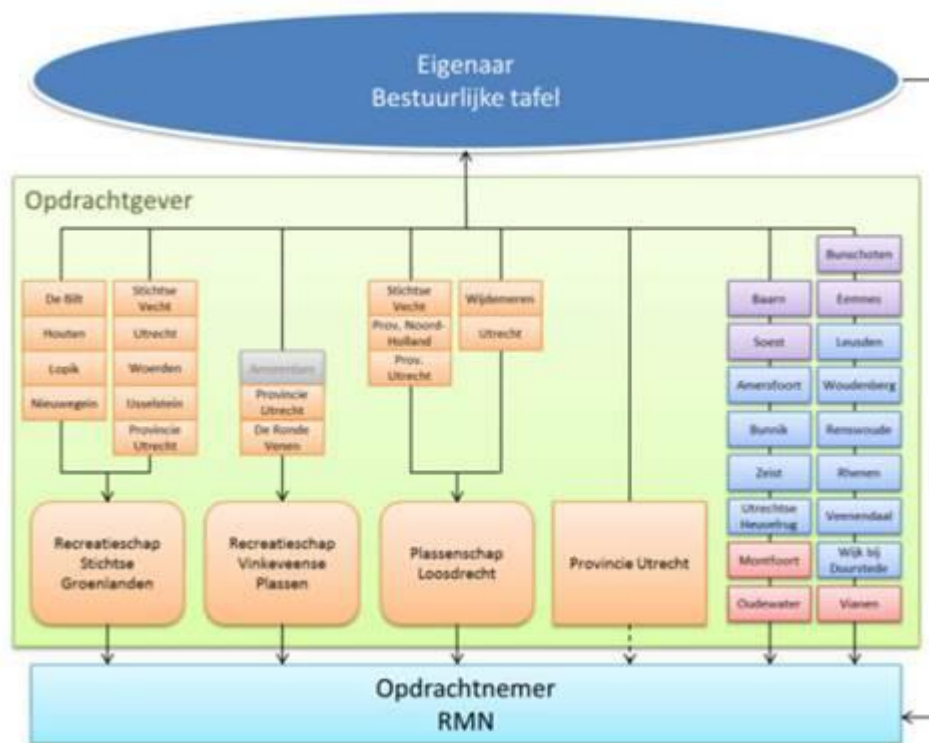 Eigenaar
Bestuurlijke tafel
Opdrachtgever
De Bilt
Houten
Lopik
Nieuwegein
Stichtse
Vecht
Utrecht
Woerden
IJsselstein
Provincie
Utrecht
Amsterdam
Provincie
Utrecht
De Ronde
Venen
Stichtse
Vecht
Prov. Noord-
Holland
Prov.
Utrecht
Wijdemeren
Utrecht
Baarn
Soest
Amersfoort
Bunnik
Zeist
Utrechtse
Heuvelrug
Montfoort
Oudewater
Bunschoten
Eemnes
Leusden
Woudenberg
Renswoude
Rhenen
Veenendaal
Wijk bij
Duurstede
Vianen
Recreatieschap
Stichtse
Groenlanden
Recreatieschap
Vinkeveense
Plassen
Plassenschap
Loosdrecht
Provincie Utrecht
Opdrachtnemer
RMN